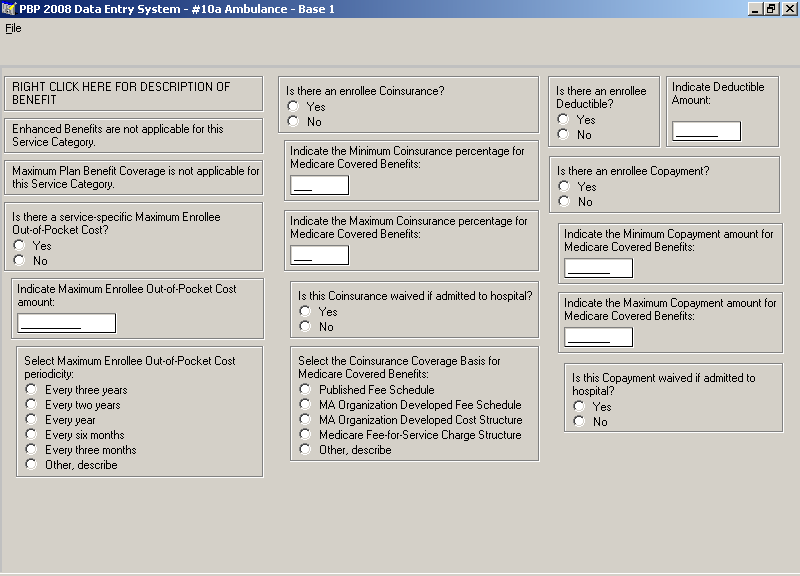 PBP 2008 Data Entry System - #10a Ambulance - Base 1
File
RIGHT CLICK HERE FOR DESCRIPTION OF
BENEFIT
Enhanced Benefits are not applicable for this
Service Category.
Maximum Plan Benefit Coverage is not applicable for
this Service Category.
Is there a service-specific Maximum Enrollee
Out-of-Pocket Cost?
Yes
No
Indicate Maximum Enrollee Out-of-Pocket Cost
amount:
Select Maximum Enrollee Out-of-Pocket Cost
periodicity:
Every three years
Every two years
Every year
Every six months
Every three months
Other, describe
Is there an enrollee Coinsurance?
Yes
No
Indicate the Minimum Coinsurance percentage for
Medicare Covered Benefits:
Indicate the Maximum Coinsurance percentage for
Medicare Covered Benefits:
Is this Coinsurance waived if admitted to hospital?
Yes
No
Select the Coinsurance Coverage Basis for
Medicare Covered Benefits:
Published Fee Schedule
MA Organization Developed Fee Schedule
MA Organization Developed Cost Structure
Medicare Fee-for-Service Charge Structure
Other, describe
Is there an enrollee
Deductible?
Yes
No
Indicate Deductible
Amount:
Is there an enrollee Copayment?
Yes
No
Indicate the Minimum Copayment amount for
Medicare Covered Benefits:
Indicate the Maximum Copayment amount for
Medicare Covered Benefits:
Is this Copayment waived if admitted to
hospital?
Yes
No